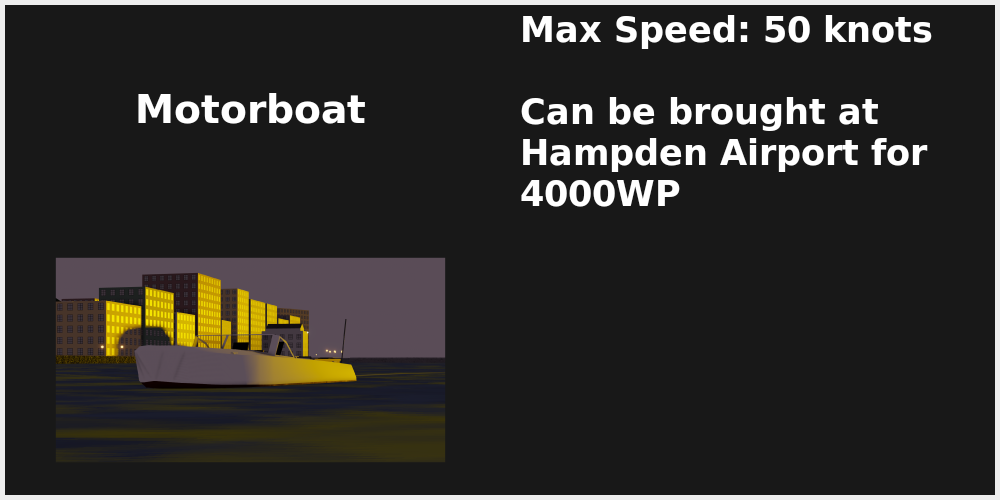 Motorboat
Max Speed: 50 knots
Can be brought at
Hampden Airport for
4000WP